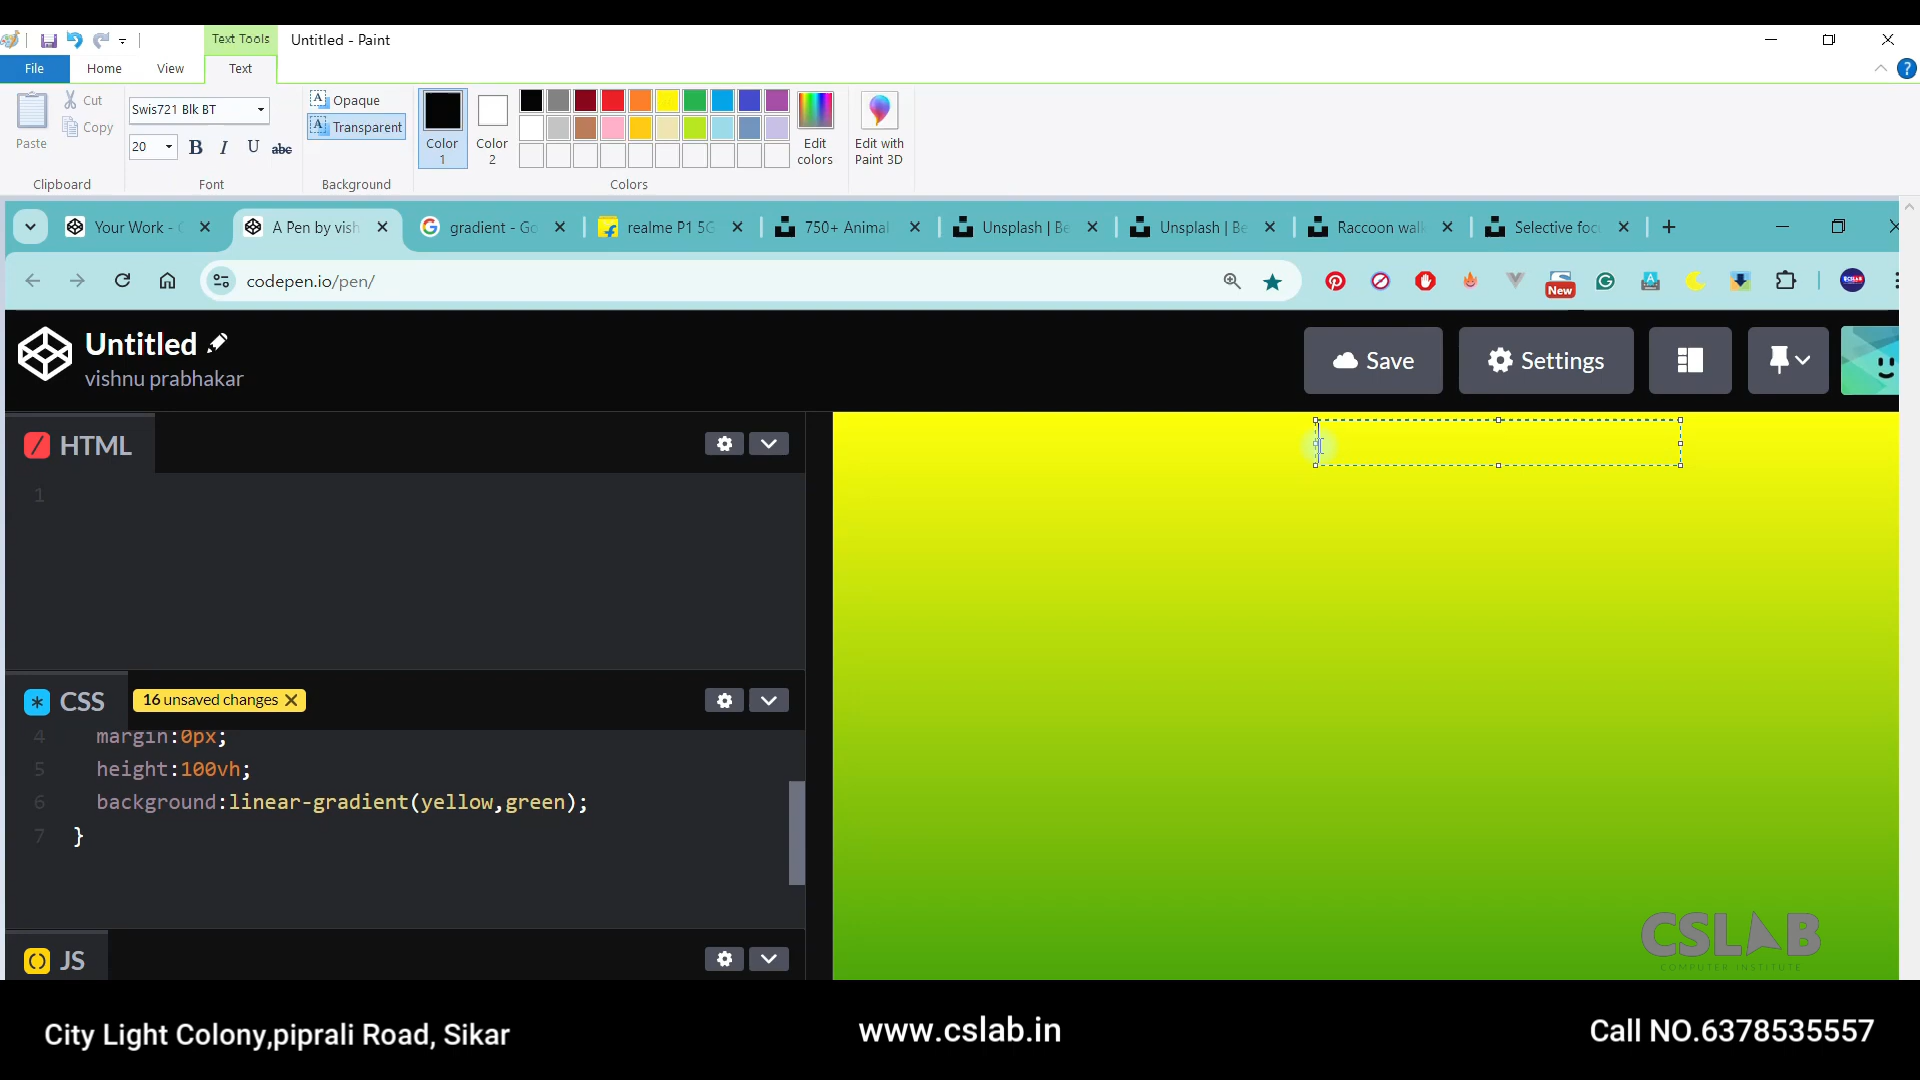 Text Tools
Untitled - Paint
File
Home
View
Text
Paste
Cut
Copy
Clipboard
Swis721 Blk BT
20
B
I
U
abc
Font
Opaque
Transparent
Background
Color 1
Color 2
Edit colors
Colors
Edit with Paint 3D
Your Work - C
A Pen by vish
gradient - Go
realme P1 5G
750+ Animal
Unsplash | Be
Unsplash | Be
Raccoon walk
Selective foc
codepen.io/pen/
New
Untitled
vishnu prabhakar
Save
Settings
HTML
1
CSS
16 unsaved changes
4 margin:0px;
5 height:100vh;
6 background:linear-gradient(yellow,green);
7 }
JS
CSLAB
COMPUTER INSTITUTE
City Light Colony,piprali Road, Sikar
www.cslab.in
Call NO.6378535557